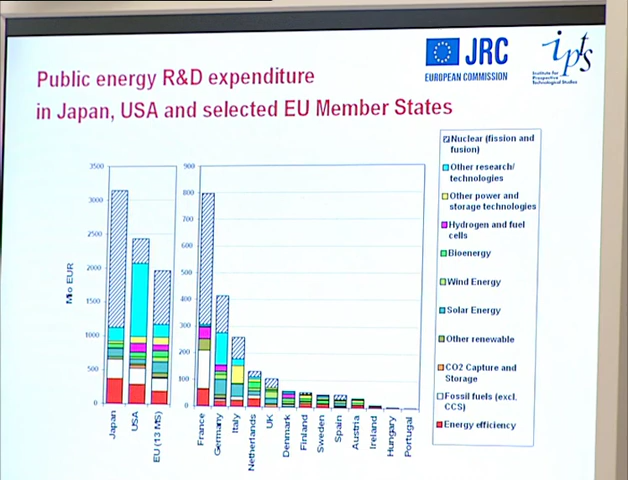 JRC
EUROPEAN COMMISSION
ipts
Institute for
Prospective
Technological Studies
Public energy R&D expenditure
in Japan, USA and selected EU Member States
Mio EUR
3500
3000
2500
2000
1500
1000
500
0
Japan
USA
EU (13 MS)
900
800
700
600
500
400
300
200
100
0
France
Germany
Italy
Netherlands
UK
Denmark
Finland
Sweden
Spain
Austria
Ireland
Hungary
Portugal
Nuclear (fission and
fusion)
Other research/
technologies
Other power and
storage technologies
Hydrogen and fuel
cells
Bioenergy
Wind Energy
Solar Energy
Other renewable
CO2 Capture and
Storage
Fossil fuels (excl.
CCS)
Energy efficiency